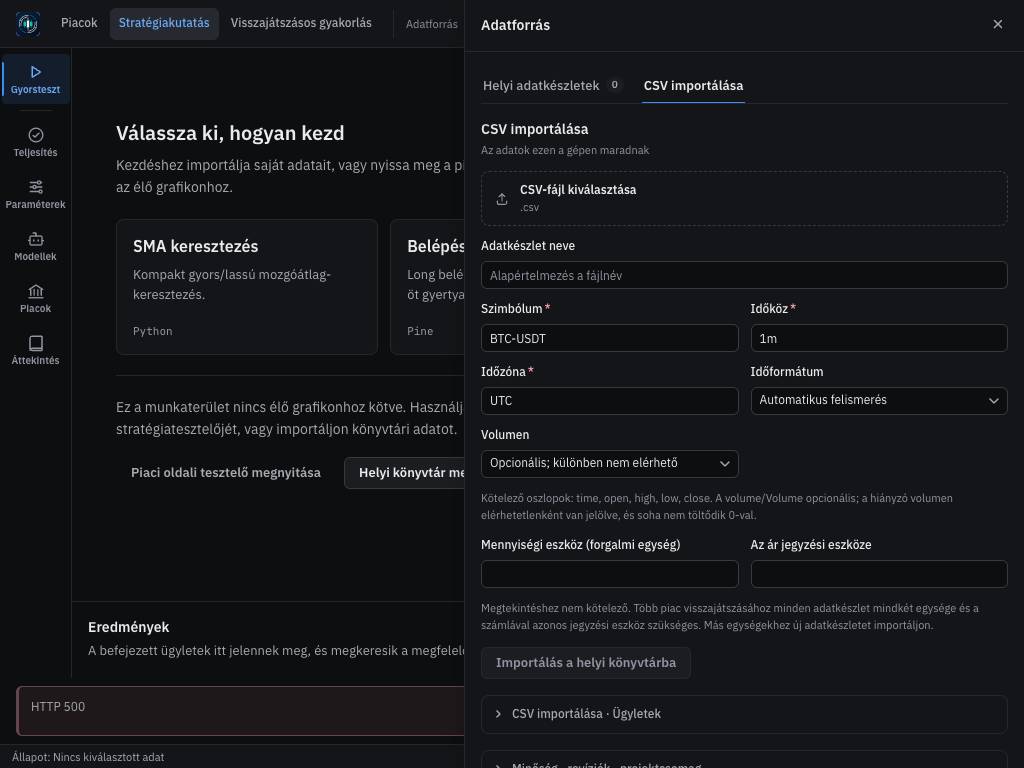 Piacok
Stratégiakutatás
Visszajátszásos gyakorlás
Adatforrás
Gyorsteszt
Teljesítés
Paraméterek
Modellek
Piacok
Áttekintés
Válassza ki, hogyan kezd
Kezdéshez importálja saját adatait, vagy nyissa meg a
az élő grafikonhoz.
SMA keresztezés
Kompakt gyors/lassú mozgóátlag-
keresztezés.
Python
Belépés
Long
öt gyertya
Pine
Ez a munkaterület nincs élő grafikonhoz kötve.
stratégiatesztelőjét, vagy importáljon könyvtári adatot.
Piaci oldali tesztelő megnyitása
Helyi könyvtár
Eredmények
A befejezett ügyletek itt jelennek meg, és megkeresik a
HTTP 500
Állapot: Nincs kiválasztott adat
Adatforrás
Helyi adatkészletek 0
CSV importálása
CSV importálása
Az adatok ezen a gépen maradnak
CSV-fájl kiválasztása
.csv
Adatkészlet neve
Alapértelmezés a fájlnév
Szimbólum *
Időköz *
BTC-USDT
1m
Időzóna *
Időformátum
UTC
Automatikus felismerés
Volumen
Opcionális; különben nem elérhető
Kötelező oszlopok: time, open, high, low, close. A volume/Volume opcionális; a hiányzó volumen
elérhetetlenként van jelölve, és soha nem töltődik 0-val.
Mennyiségi eszköz (forgalmi egység)
Az ár jegyzési eszköze
Megtekintéshez nem kötelező. Több piac visszajátszásához minden adatkészlet mindkét egysége és a
számlával azonos jegyzési eszköz szükséges. Más egységekhez új adatkészletet importáljon.
Importálás a helyi könyvtárba
CSV importálása · Ügyletek